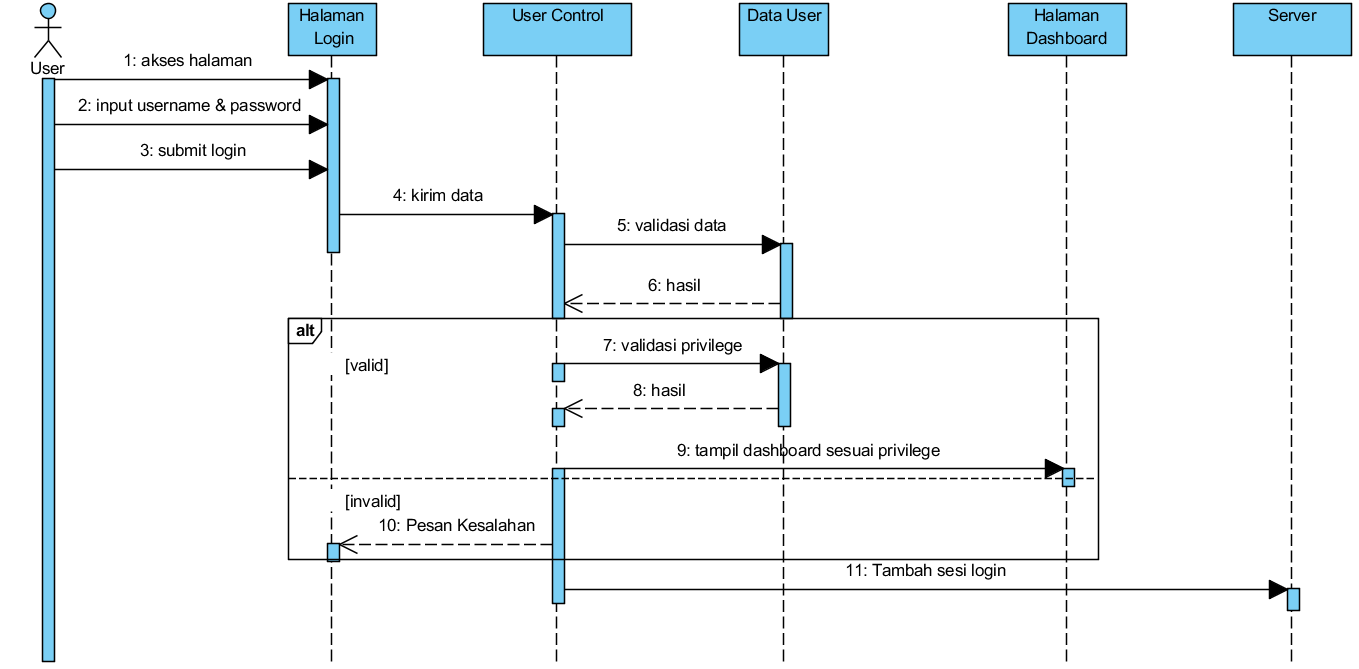 Halaman
Login
User Control
Data User
Halaman
Dashboard
Server
User
1: akses halaman
2: input username & password
3: submit login
4: kirim data
5: validasi data
6: hasil
alt
[valid]
7: validasi privilege
8: hasil
9: tampil dashboard sesuai privilege
[invalid]
10: Pesan Kesalahan
11: Tambah sesi login